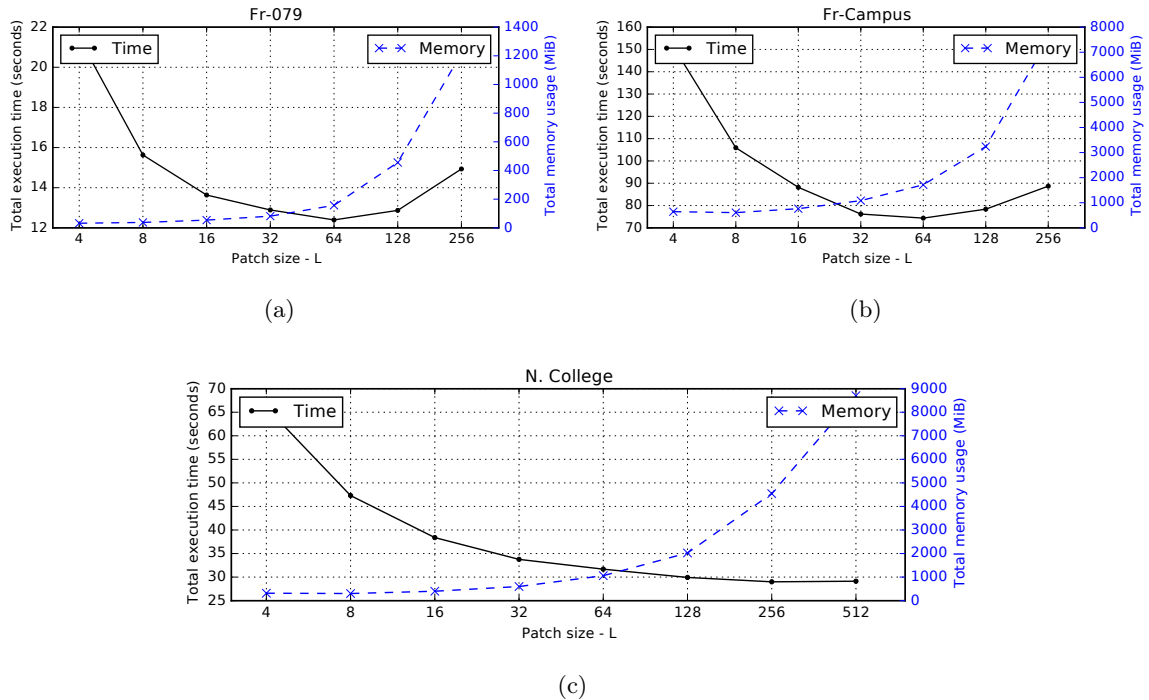 Fr-079
Time
Memory
22
20
18
16
14
12
1400
1200
1000
800
600
400
200
0
Total execution time (seconds)
Total memory usage (MiB)
4 8 16 32 64 128 256
Patch size - L
(a)
Fr-Campus
Time
Memory
160
150
140
130
120
110
100
90
80
70
8000
7000
6000
5000
4000
3000
2000
1000
0
Total execution time (seconds)
Total memory usage (MiB)
4 8 16 32 64 128 256
Patch size - L
(b)
N. College
Time
Memory
70
65
60
55
50
45
40
35
30
25
9000
8000
7000
6000
5000
4000
3000
2000
1000
0
Total execution time (seconds)
Total memory usage (MiB)
4 8 16 32 64 128 256 512
Patch size - L
(c)